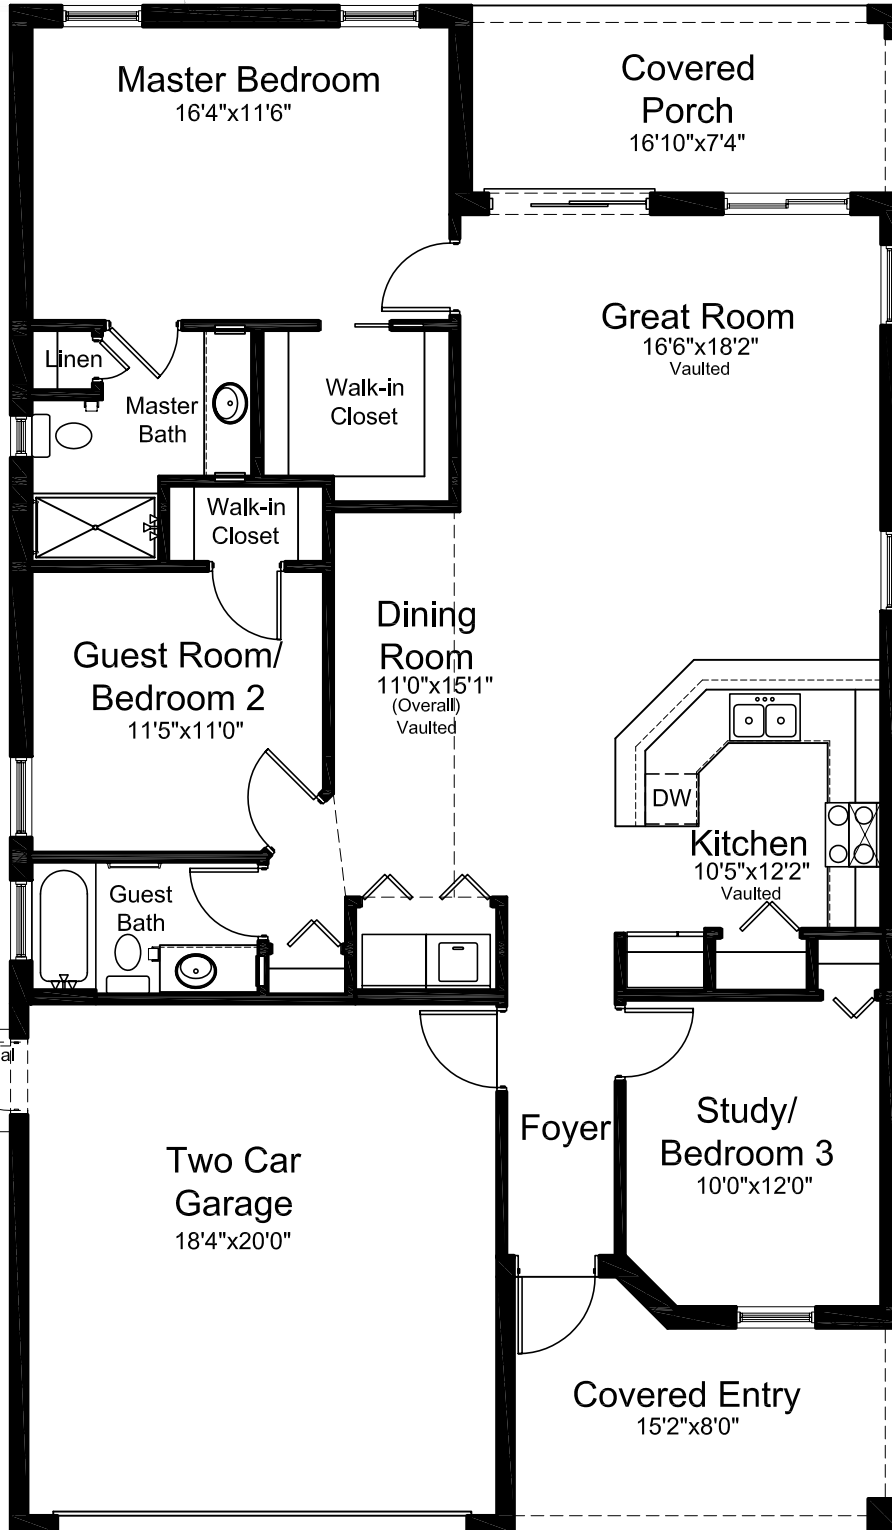 Master Bedroom
16'4"x11'6"
Covered
Porch
16'10"x7'4"
Great Room
16'6"x18'2"
Vaulted
Linen
Master
Bath
Walk-in
Closet
Walk-in
Closet
Dining
Room
11'0"x15'1"
(Overall)
Vaulted
Guest Room/
Bedroom 2
11'5"x11'0"
DW
Kitchen
10'5"x12'2"
Vaulted
Guest
Bath
al
Foyer
Study/
Bedroom 3
10'0"x12'0"
Two Car
Garage
18'4"x20'0"
Covered Entry
15'2"x8'0"